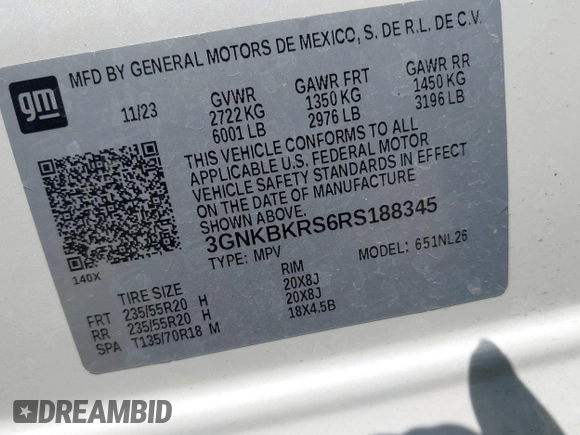 MFD BY GENERAL MOTORS DE MEXICO, S. DE R.L. DE C.V.
gm
11/23
GVWR
2722 KG
6001 LB
GAWR FRT
1350 KG
2976 LB
GAWR RR
1450 KG
3196 LB
THIS VEHICLE CONFORMS TO ALL
APPLICABLE U.S. FEDERAL MOTOR
VEHICLE SAFETY STANDARDS IN EFFECT
ON THE DATE OF MANUFACTURE
SHOWN ABOVE.
3GNKBKRS6RS188345
TYPE: MPV
MODEL: 651NL26
140X
TIRE SIZE
RIM
FRT 235/55R20 H 20X8J
RR 235/55R20 H 20X8J
SPA T135/70R18 M 18X4.5B
DREAMBID